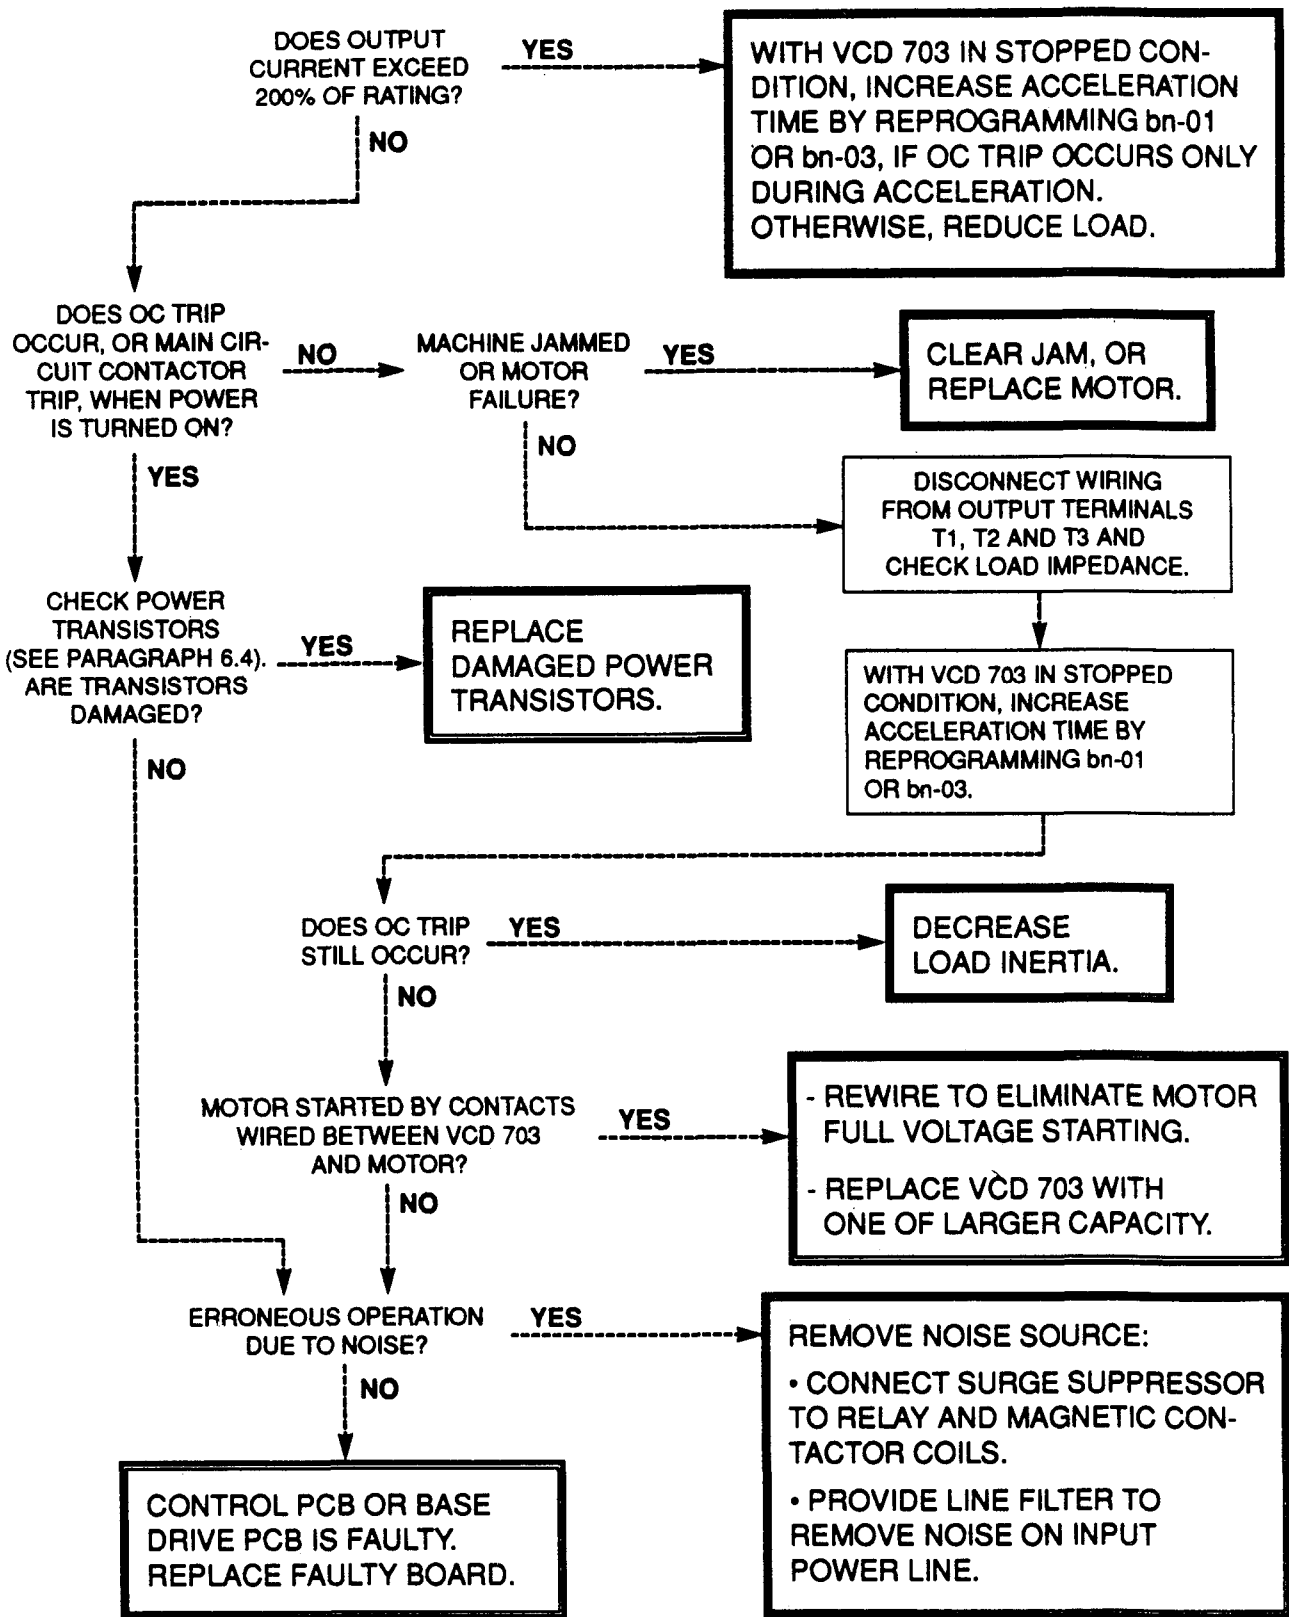 DOES OUTPUT
CURRENT EXCEED
200% OF RATING?
YES
WITH VCD 703 IN STOPPED CON-
DITION, INCREASE ACCELERATION
TIME BY REPROGRAMMING bn-01
OR bn-03, IF OC TRIP OCCURS ONLY
DURING ACCELERATION.
OTHERWISE, REDUCE LOAD.
NO
DOES OC TRIP
OCCUR, OR MAIN CIR-
CUIT CONTACTOR
TRIP, WHEN POWER
IS TURNED ON?
NO
MACHINE JAMMED
OR MOTOR
FAILURE?
YES
CLEAR JAM, OR
REPLACE MOTOR.
NO
YES
DISCONNECT WIRING
FROM OUTPUT TERMINALS
T1, T2 AND T3 AND
CHECK LOAD IMPEDANCE.
CHECK POWER
TRANSISTORS
(SEE PARAGRAPH 6.4).
ARE TRANSISTORS
DAMAGED?
YES
REPLACE
DAMAGED POWER
TRANSISTORS.
WITH VCD 703 IN STOPPED
CONDITION, INCREASE
ACCELERATION TIME BY
REPROGRAMMING bn-01
OR bn-03.
NO
DOES OC TRIP
STILL OCCUR?
YES
DECREASE
LOAD INERTIA.
NO
MOTOR STARTED BY CONTACTS
WIRED BETWEEN VCD 703
AND MOTOR?
YES
- REWIRE TO ELIMINATE MOTOR
FULL VOLTAGE STARTING.
- REPLACE VCD 703 WITH
ONE OF LARGER CAPACITY.
NO
ERRONEOUS OPERATION
DUE TO NOISE?
YES
REMOVE NOISE SOURCE:
• CONNECT SURGE SUPPRESSOR
TO RELAY AND MAGNETIC CON-
TACTOR COILS.
• PROVIDE LINE FILTER TO
REMOVE NOISE ON INPUT
POWER LINE.
NO
CONTROL PCB OR BASE
DRIVE PCB IS FAULTY.
REPLACE FAULTY BOARD.